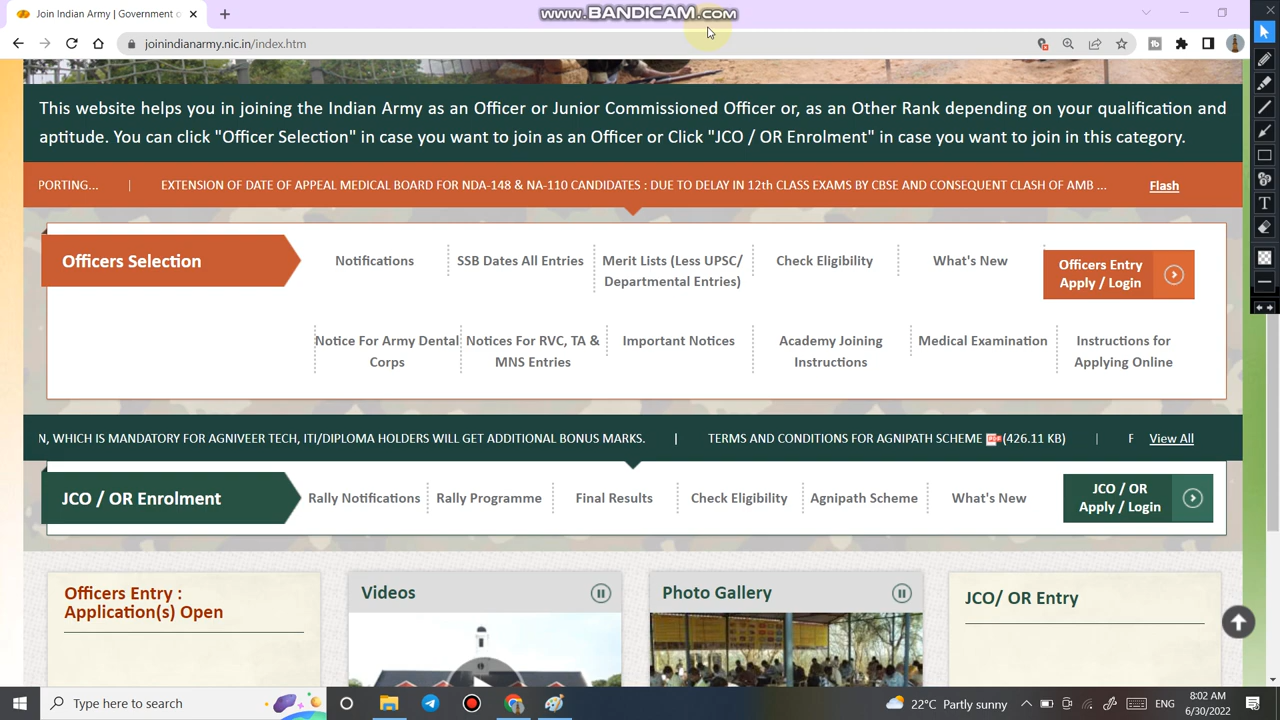 Join Indian Army | Government o
www.BANDICAM.com
joinindianarmy.nic.in/index.htm
This website helps you in joining the Indian Army as an Officer or Junior Commissioned Officer or, as an Other Rank depending on your qualification and
aptitude. You can click "Officer Selection" in case you want to join as an Officer or Click "JCO / OR Enrolment" in case you want to join in this category.
PORTING... | EXTENSION OF DATE OF APPEAL MEDICAL BOARD FOR NDA-148 & NA-110 CANDIDATES : DUE TO DELAY IN 12th CLASS EXAMS BY CBSE AND CONSEQUENT CLASH OF AMB ... Flash
Officers Selection
Notifications
SSB Dates All Entries
Merit Lists (Less UPSC/
Departmental Entries)
Check Eligibility
What's New
Officers Entry
Apply / Login
Notice For Army Dental
Corps
Notices For RVC, TA &
MNS Entries
Important Notices
Academy Joining
Instructions
Medical Examination
Instructions for
Applying Online
N, WHICH IS MANDATORY FOR AGNIVEER TECH, ITI/DIPLOMA HOLDERS WILL GET ADDITIONAL BONUS MARKS. | TERMS AND CONDITIONS FOR AGNIPATH SCHEME (426.11 KB) | F View All
JCO / OR Enrolment
Rally Notifications
Rally Programme
Final Results
Check Eligibility
Agnipath Scheme
What's New
JCO / OR
Apply / Login
Officers Entry :
Application(s) Open
Videos
Photo Gallery
JCO/ OR Entry
Type here to search
22°C Partly sunny
ENG
8:02 AM
6/30/2022